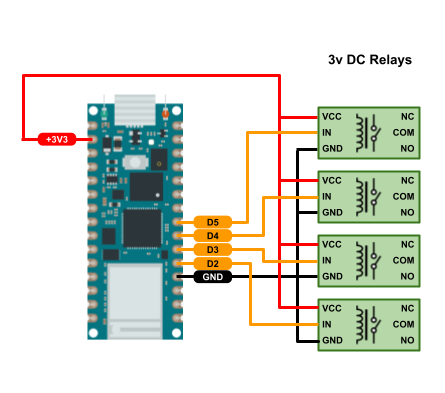 3v DC Relays
+3V3
VCC NC
IN COM
GND NO
VCC NC
IN COM
GND NO
D5
D4
D3
D2
GND
VCC NC
IN COM
GND NO
VCC NC
IN COM
GND NO